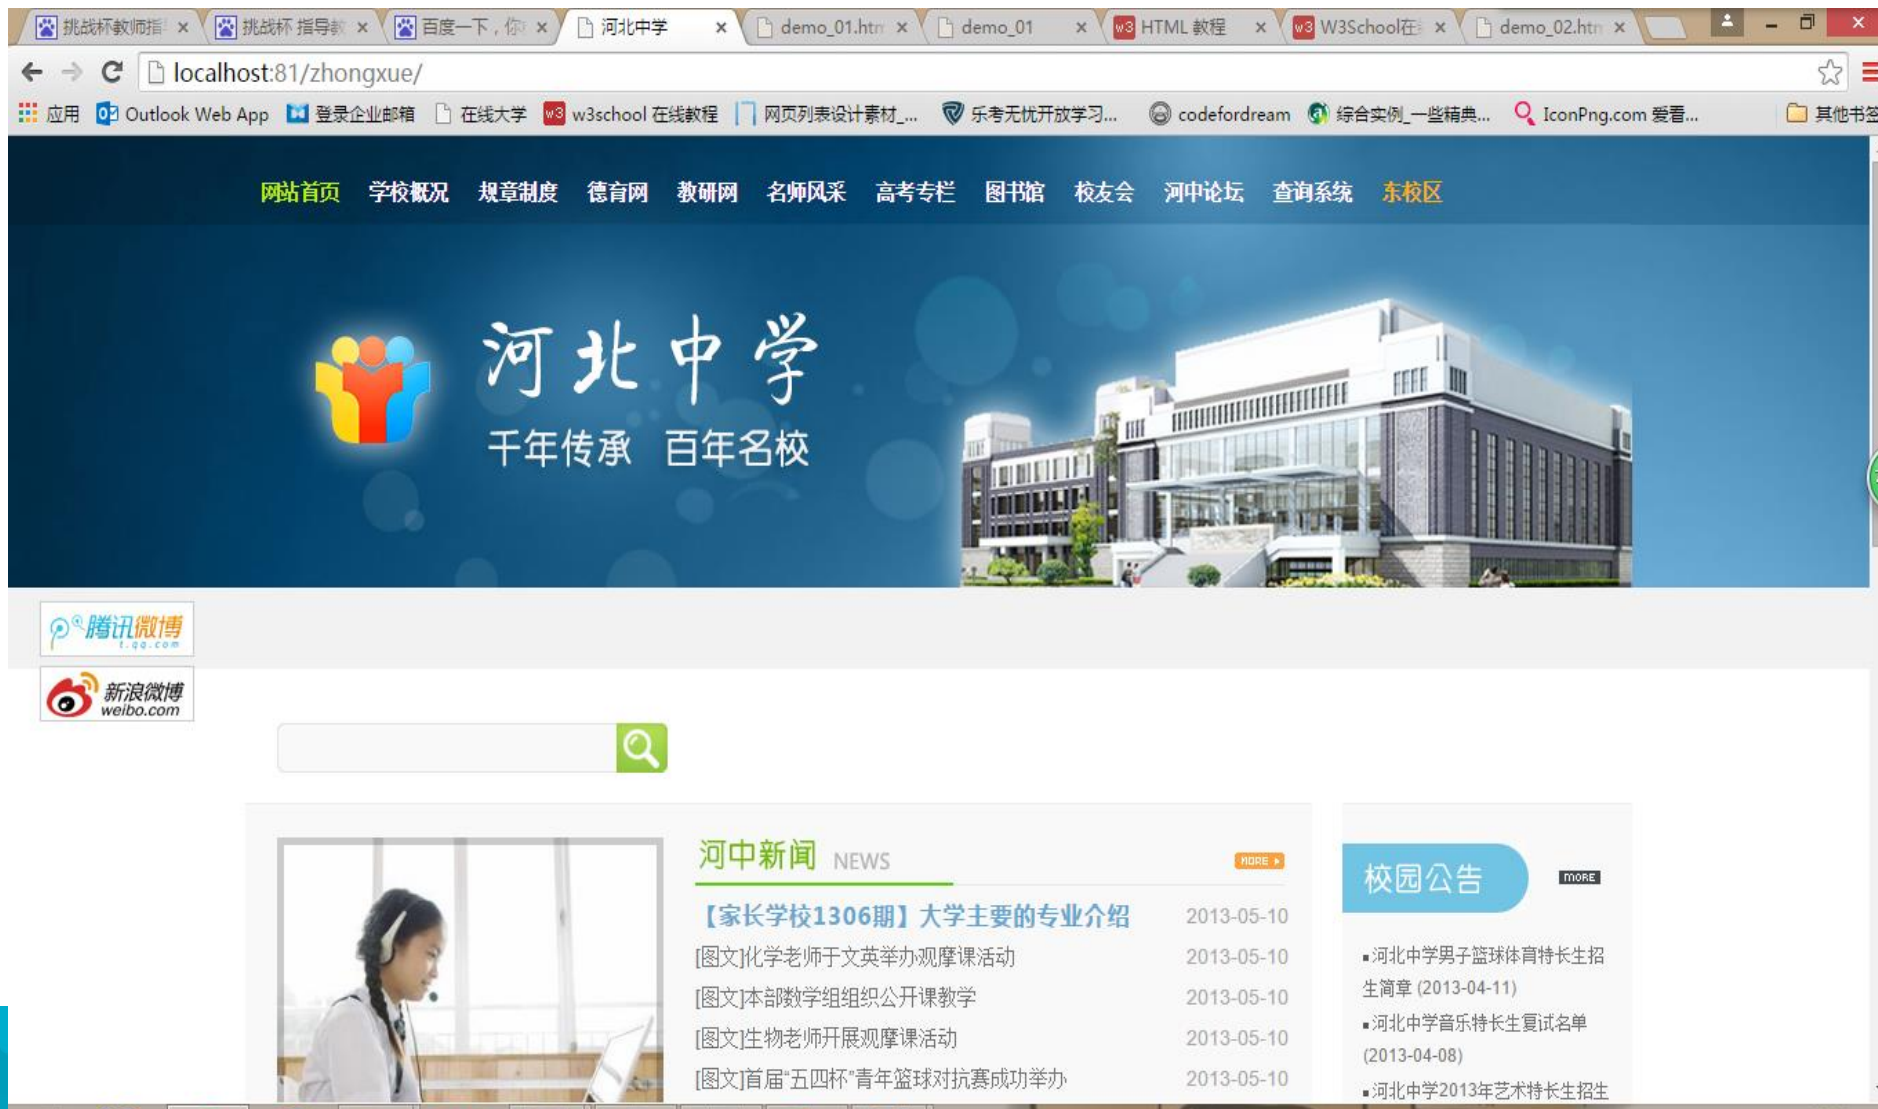 挑战杯教师指
挑战杯 指导教
百度一下，你
河北中学
demo_01.htm
demo_01
HTML 教程
W3School在
demo_02.htm
localhost:81/zhongxue/
应用 Outlook Web App 登录企业邮箱 在线大学 w3school 在线教程 网页列表设计素材_... 乐考无忧开放学习... codefordream 综合实例_一些精典... IconPng.com 爱看... 其他书签
网站首页 学校概况 规章制度 德育网 教研网 名师风采 高考专栏 图书馆 校友会 河中论坛 查询系统 东校区
河北中学
千年传承 百年名校
腾讯微博
t.qq.com
新浪微博
weibo.com
河中新闻 NEWS MORE
【家长学校1306期】大学主要的专业介绍 2013-05-10
[图文]化学老师于文英举办观摩课活动 2013-05-10
[图文]本部数学组组织公开课教学 2013-05-10
[图文]生物老师开展观摩课活动 2013-05-10
[图文]首届“五四杯”青年篮球对抗赛成功举办 2013-05-10
校园公告 MORE
▪河北中学男子篮球体育特长生招
生简章 (2013-04-11)
▪河北中学音乐特长生复试名单
(2013-04-08)
▪河北中学2013年艺术特长生招生